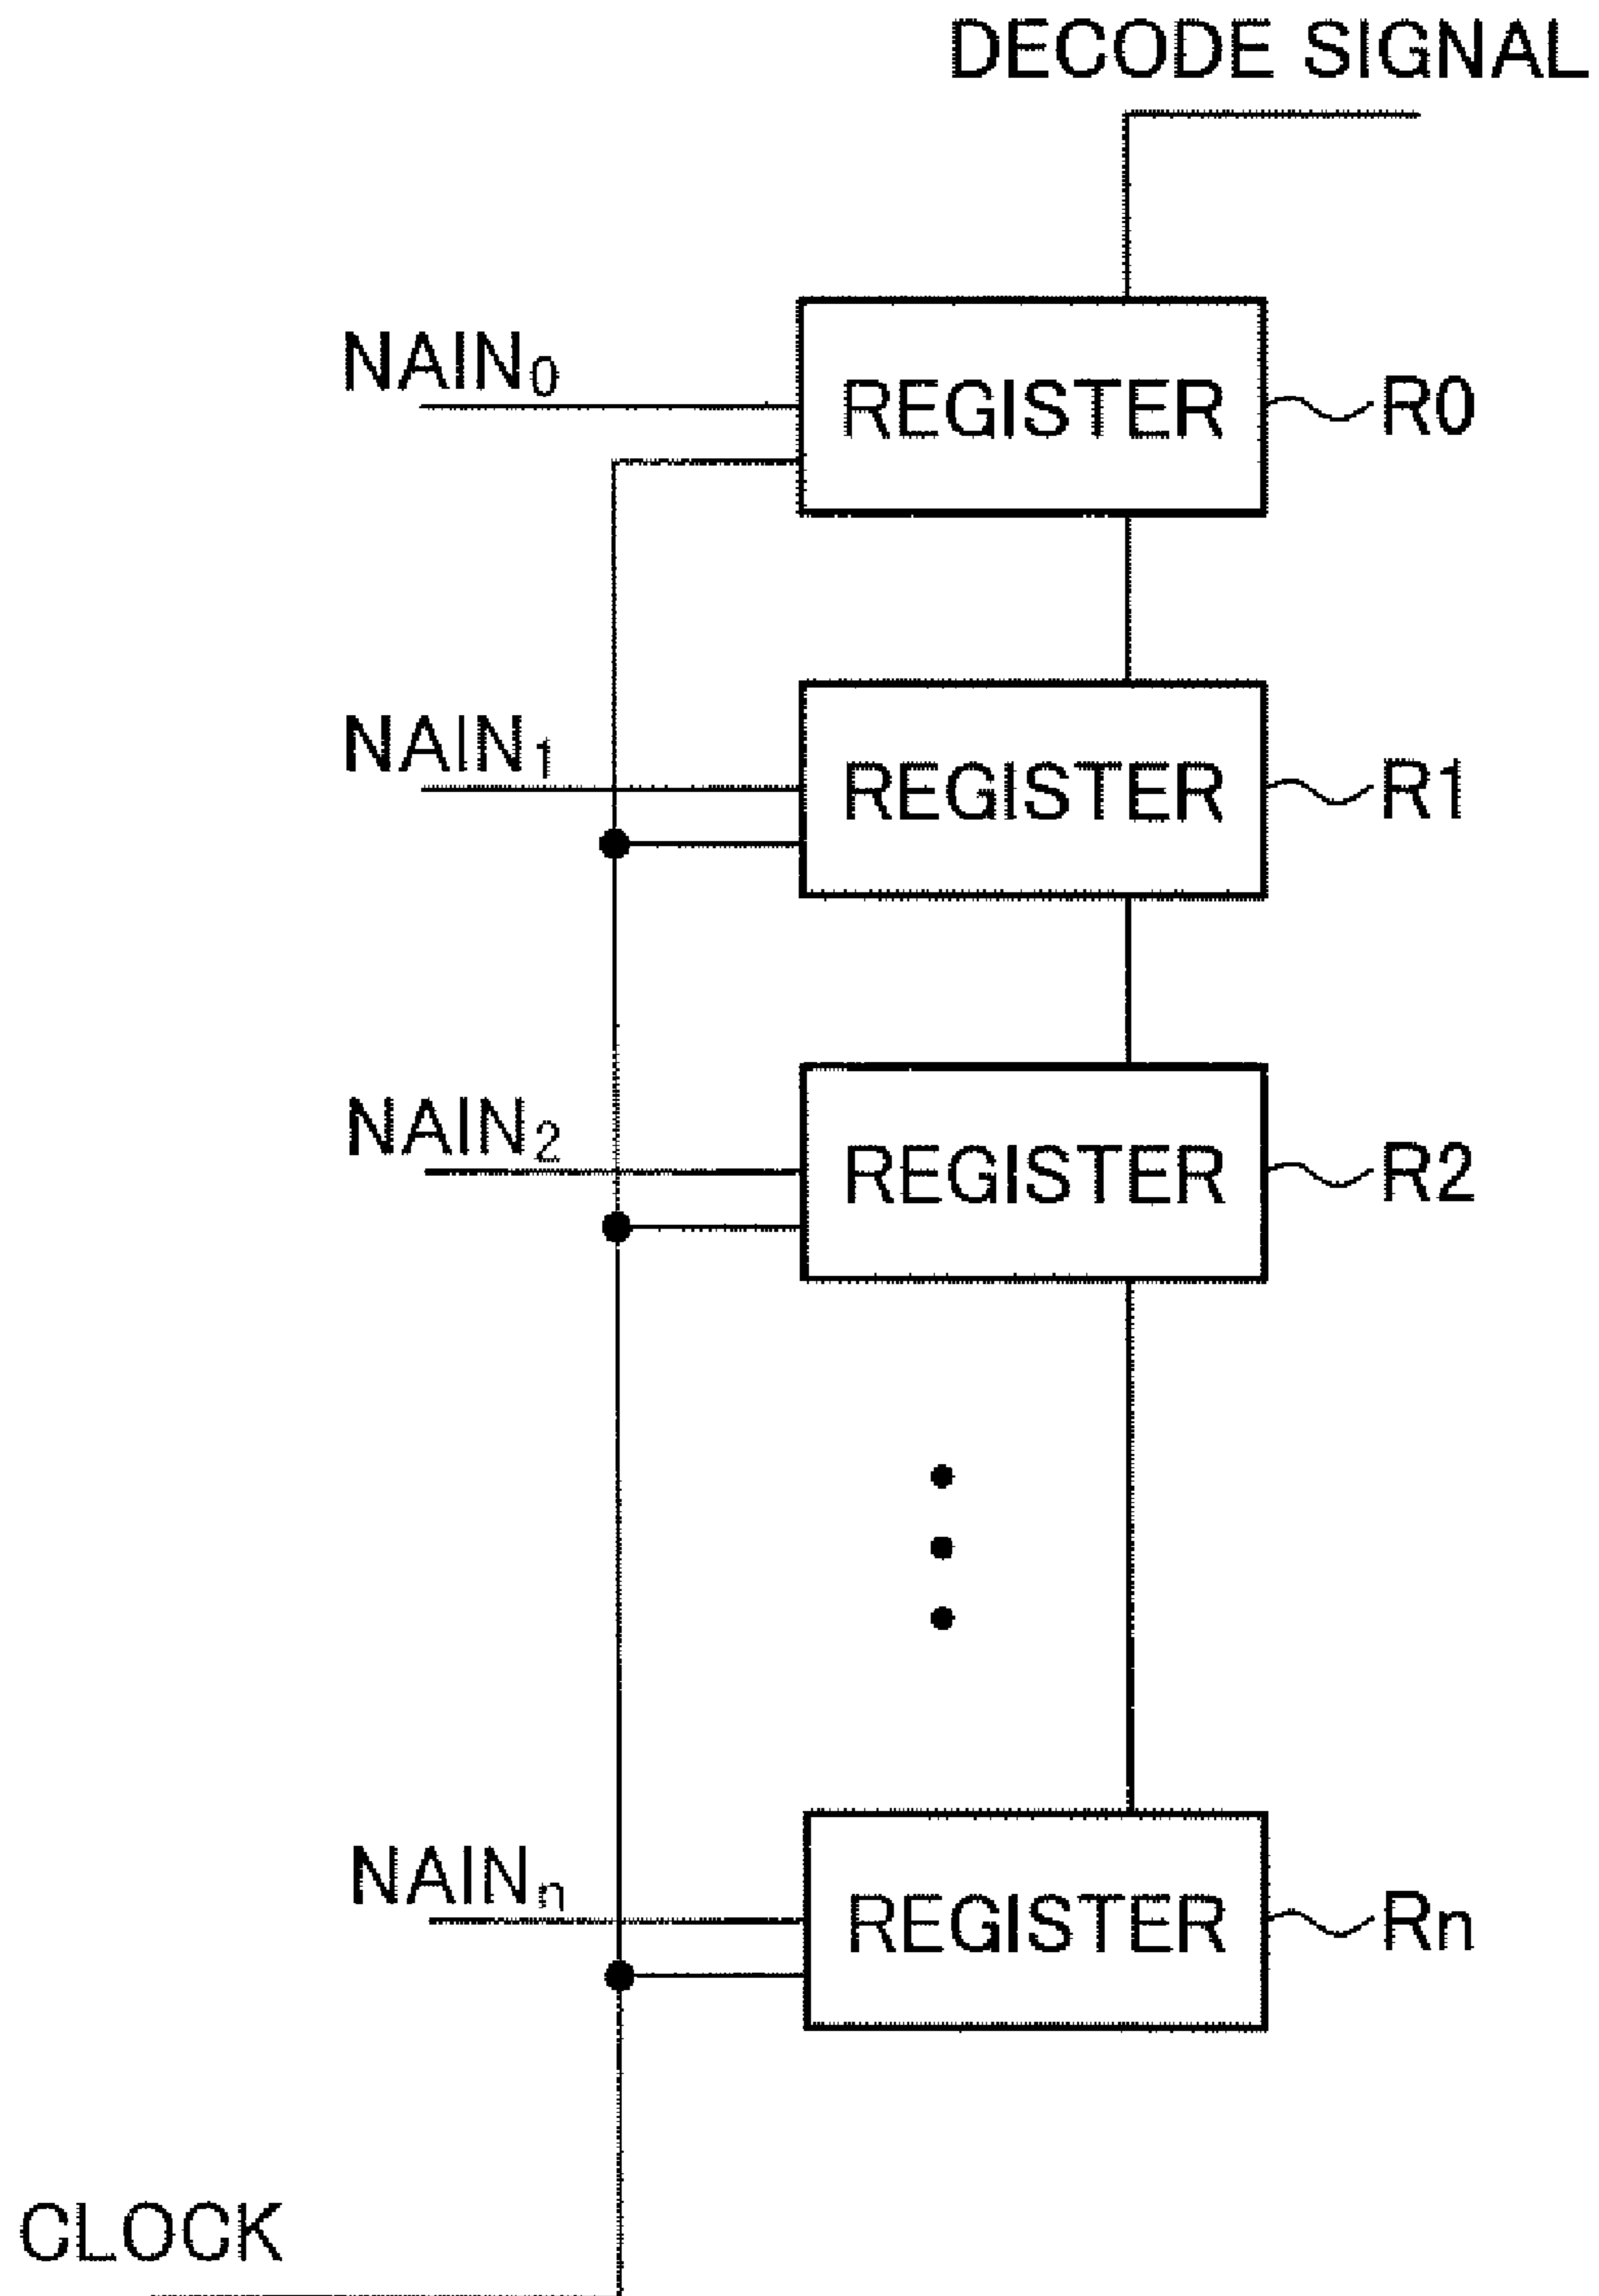 DECODE SIGNAL
NAIN₀
REGISTER R0
NAIN₁
REGISTER R1
NAIN₂
REGISTER R2
NAINₙ
REGISTER Rn
CLOCK